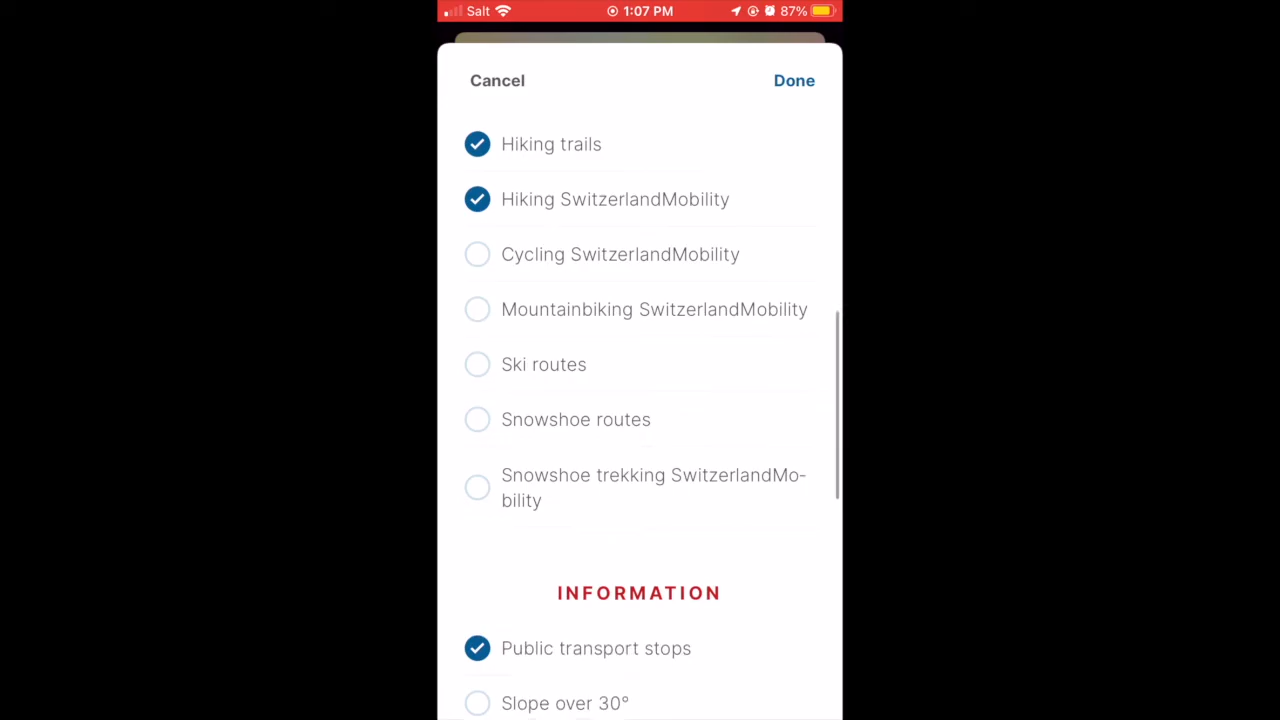 Salt 1:07 PM 87%
Cancel Done
Hiking trails
Hiking SwitzerlandMobility
Cycling SwitzerlandMobility
Mountainbiking SwitzerlandMobility
Ski routes
Snowshoe routes
Snowshoe trekking SwitzerlandMo-
bility
INFORMATION
Public transport stops
Slope over 30°